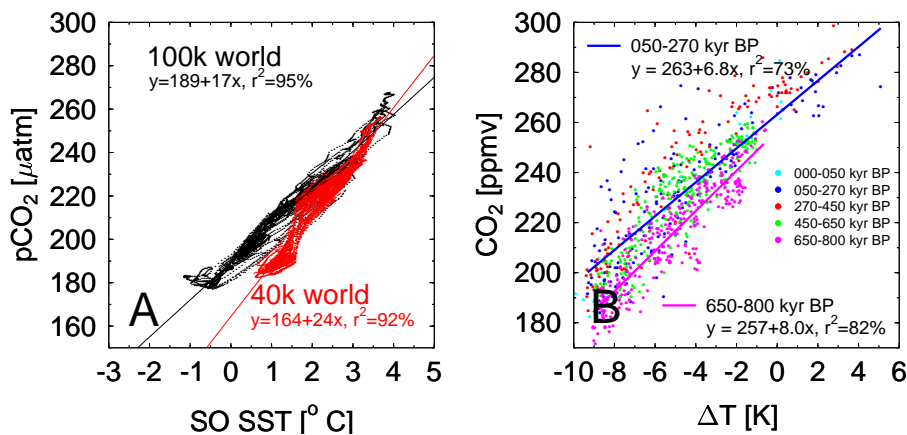 100k world
y=189+17x, r²=95%
pCO₂ [μatm]
300
280
260
240
220
200
180
160
A
40k world
y=164+24x, r²=92%
-3 -2 -1 0 1 2 3 4 5
SO SST [° C]
050-270 kyr BP
y = 263+6.8x, r²=73%
CO₂ [ppmv]
300
280
260
240
220
200
180
000-050 kyr BP
050-270 kyr BP
270-450 kyr BP
450-650 kyr BP
650-800 kyr BP
B
650-800 kyr BP
y = 257+8.0x, r²=82%
-10 -8 -6 -4 -2 0 2 4 6
ΔT [K]